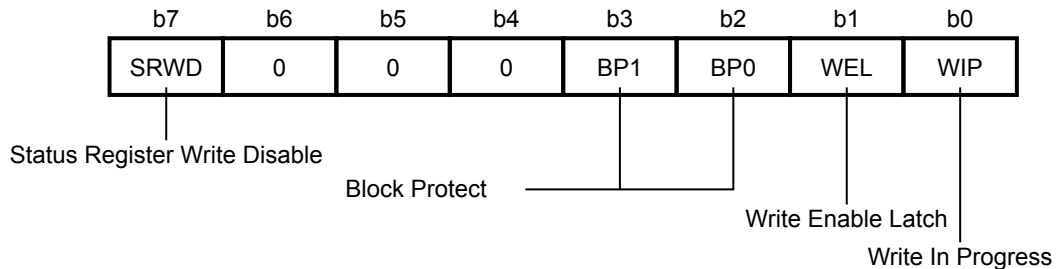 b7 b6 b5 b4 b3 b2 b1 b0
SRWD 0 0 0 BP1 BP0 WEL WIP
Status Register Write Disable
Block Protect
Write Enable Latch
Write In Progress